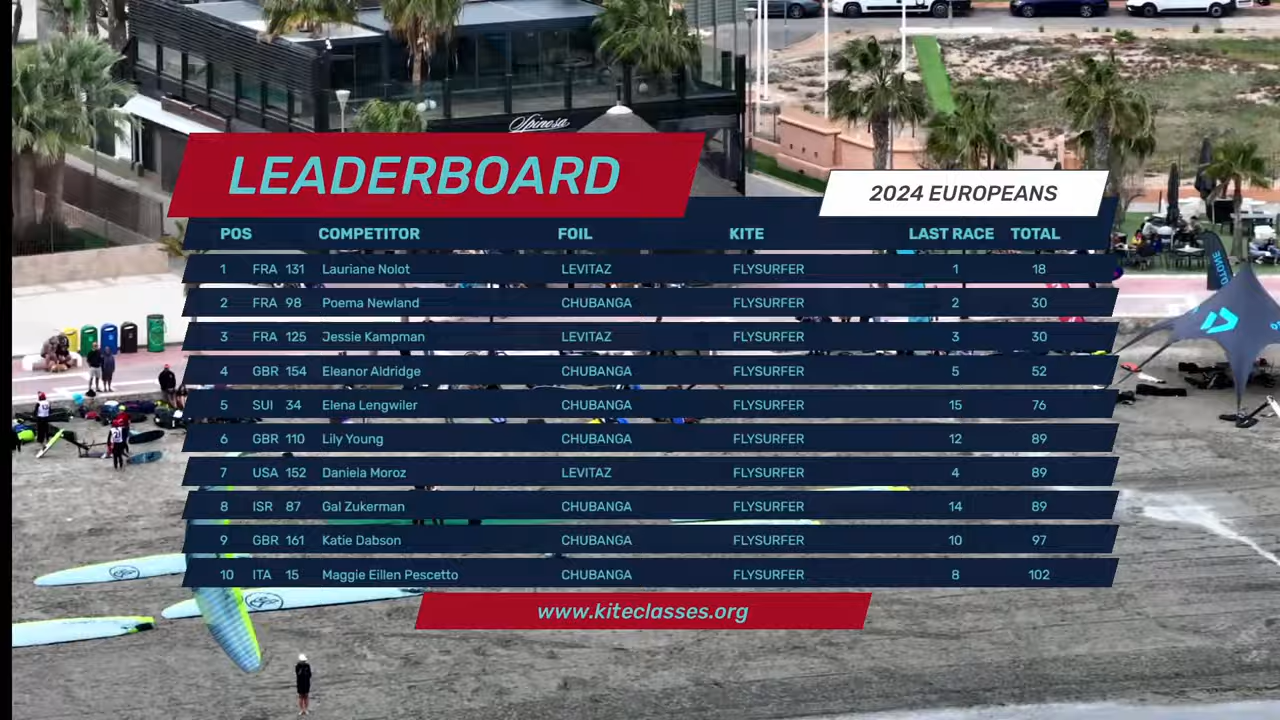 Spinosa
LEADERBOARD
2024 EUROPEANS
POS COMPETITOR FOIL KITE LAST RACE TOTAL
1 FRA 131 Lauriane Nolot LEVITAZ FLYSURFER 1 18
2 FRA 98 Poema Newland CHUBANGA FLYSURFER 2 30
3 FRA 125 Jessie Kampman LEVITAZ FLYSURFER 3 30
4 GBR 154 Eleanor Aldridge CHUBANGA FLYSURFER 5 52
5 SUI 34 Elena Lengwiler CHUBANGA FLYSURFER 15 76
6 GBR 110 Lily Young CHUBANGA FLYSURFER 12 89
7 USA 152 Daniela Moroz LEVITAZ FLYSURFER 4 89
8 ISR 87 Gal Zukerman CHUBANGA FLYSURFER 14 89
9 GBR 161 Katie Dabson CHUBANGA FLYSURFER 10 97
10 ITA 15 Maggie Eillen Pescetto CHUBANGA FLYSURFER 8 102
www.kiteclasses.org